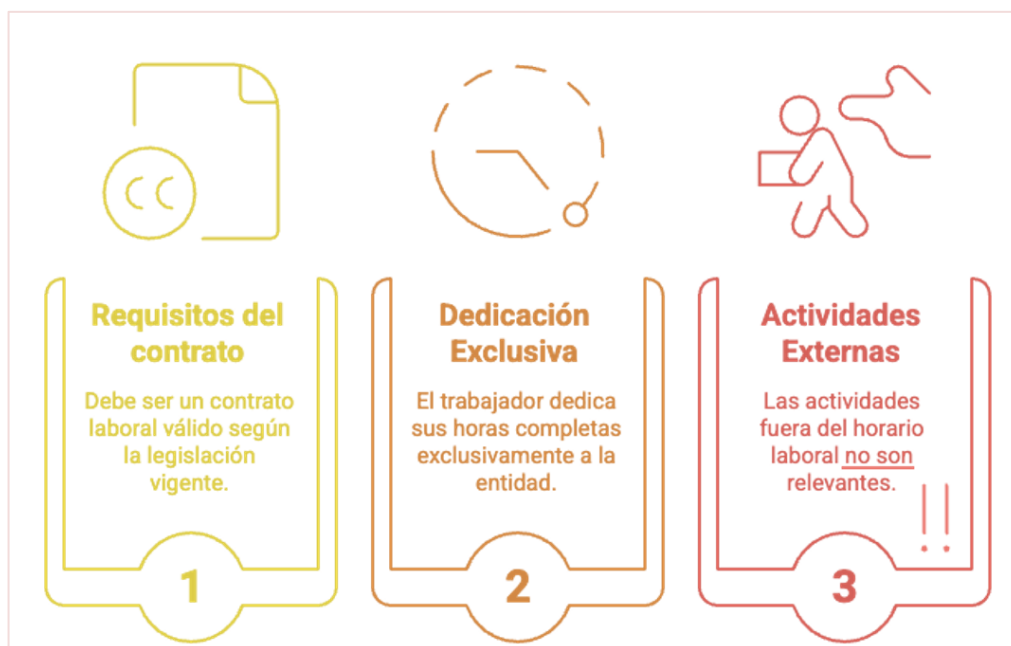 Requisitos del
contrato
Debe ser un contrato
laboral válido según
la legislación
vigente.
1
Dedicación
Exclusiva
El trabajador dedica
sus horas completas
exclusivamente a la
entidad.
2
Actividades
Externas
Las actividades
fuera del horario
laboral no son
relevantes.
!!
3